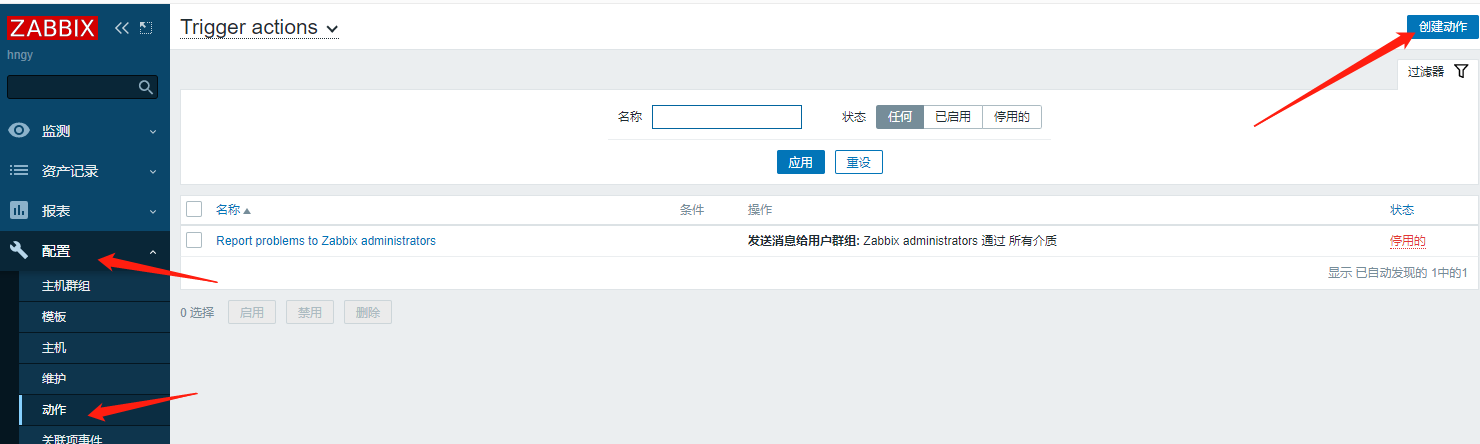 ZABBIX
hngy
监测
资产记录
报表
配置
主机群组
模板
主机
维护
动作
关联项事件
Trigger actions
创建动作
过滤器
名称
状态 任何 已启用 停用的
应用 重设
名称 条件 操作 状态
Report problems to Zabbix administrators 发送消息给用户群组: Zabbix administrators 通过 所有介质 停用的
显示 已自动发现的 1中的1
0 选择 启用 禁用 删除